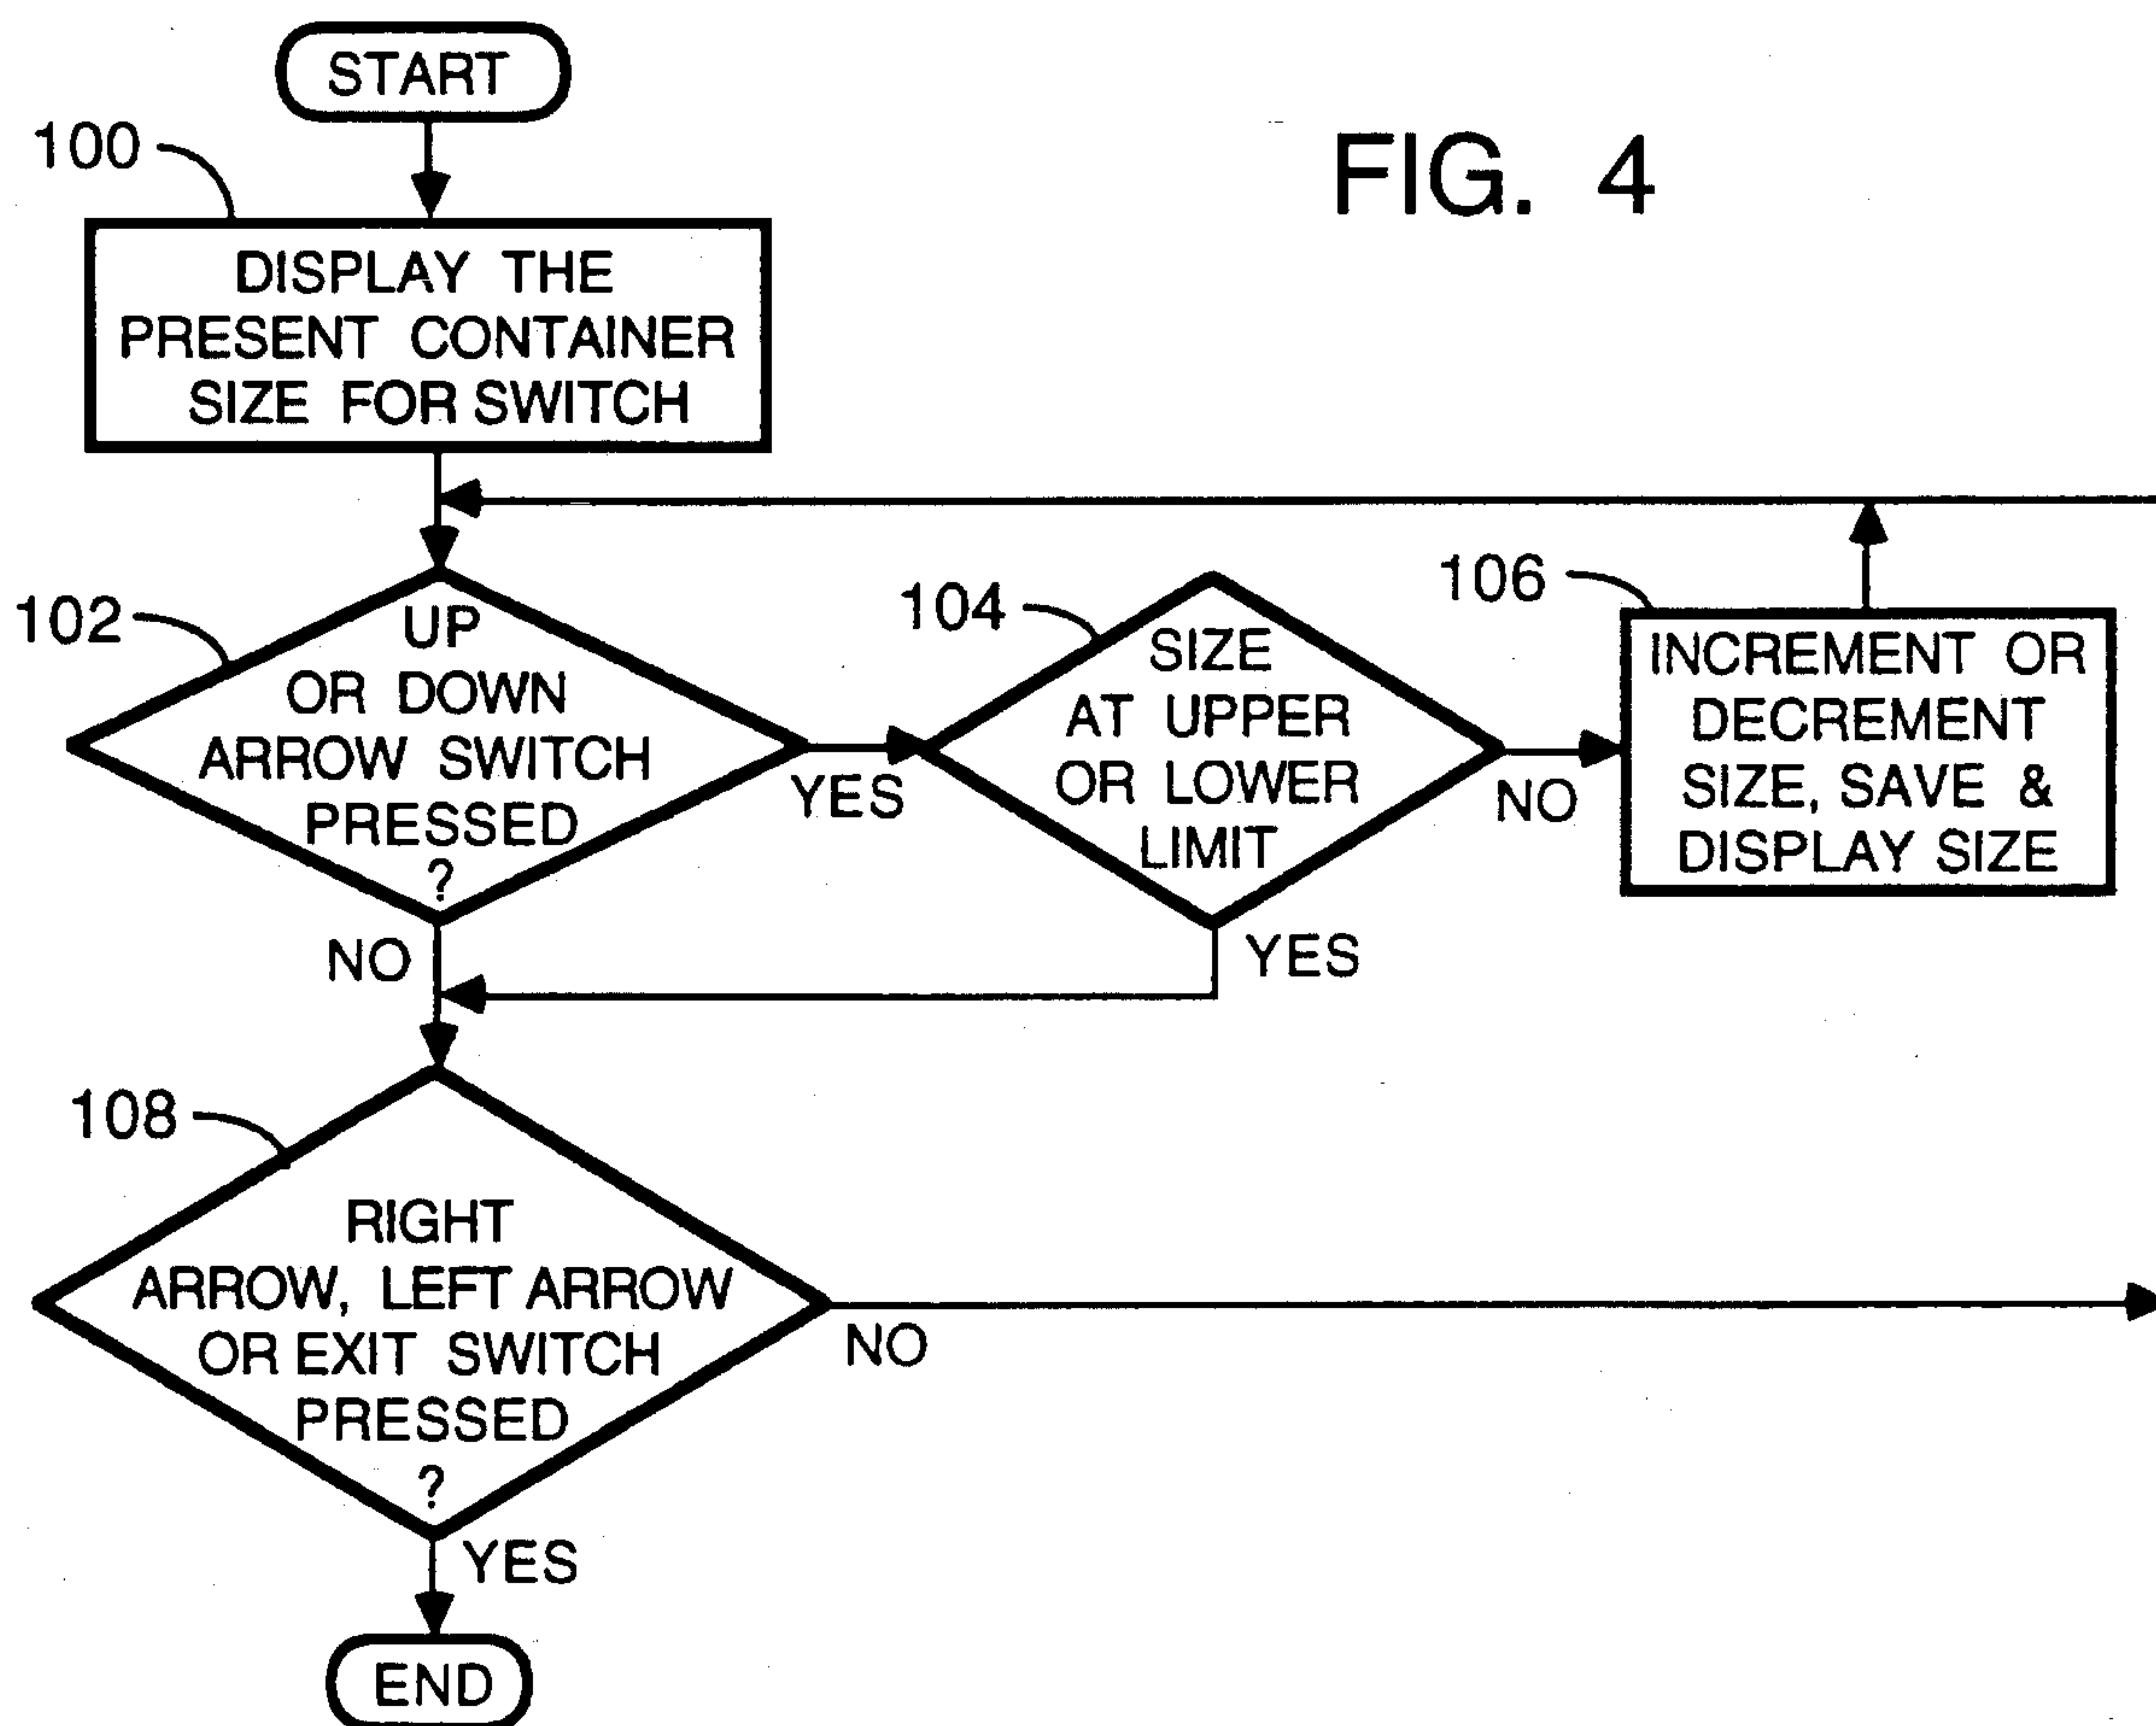 START
100
FIG. 4
DISPLAY THE
PRESENT CONTAINER
SIZE FOR SWITCH
102
UP
OR DOWN
ARROW SWITCH
PRESSED
?
YES
NO
104
SIZE
AT UPPER
OR LOWER
LIMIT
NO
YES
106
INCREMENT OR
DECREMENT
SIZE, SAVE &
DISPLAY SIZE
108
RIGHT
ARROW, LEFT ARROW
OR EXIT SWITCH
PRESSED
?
NO
YES
END